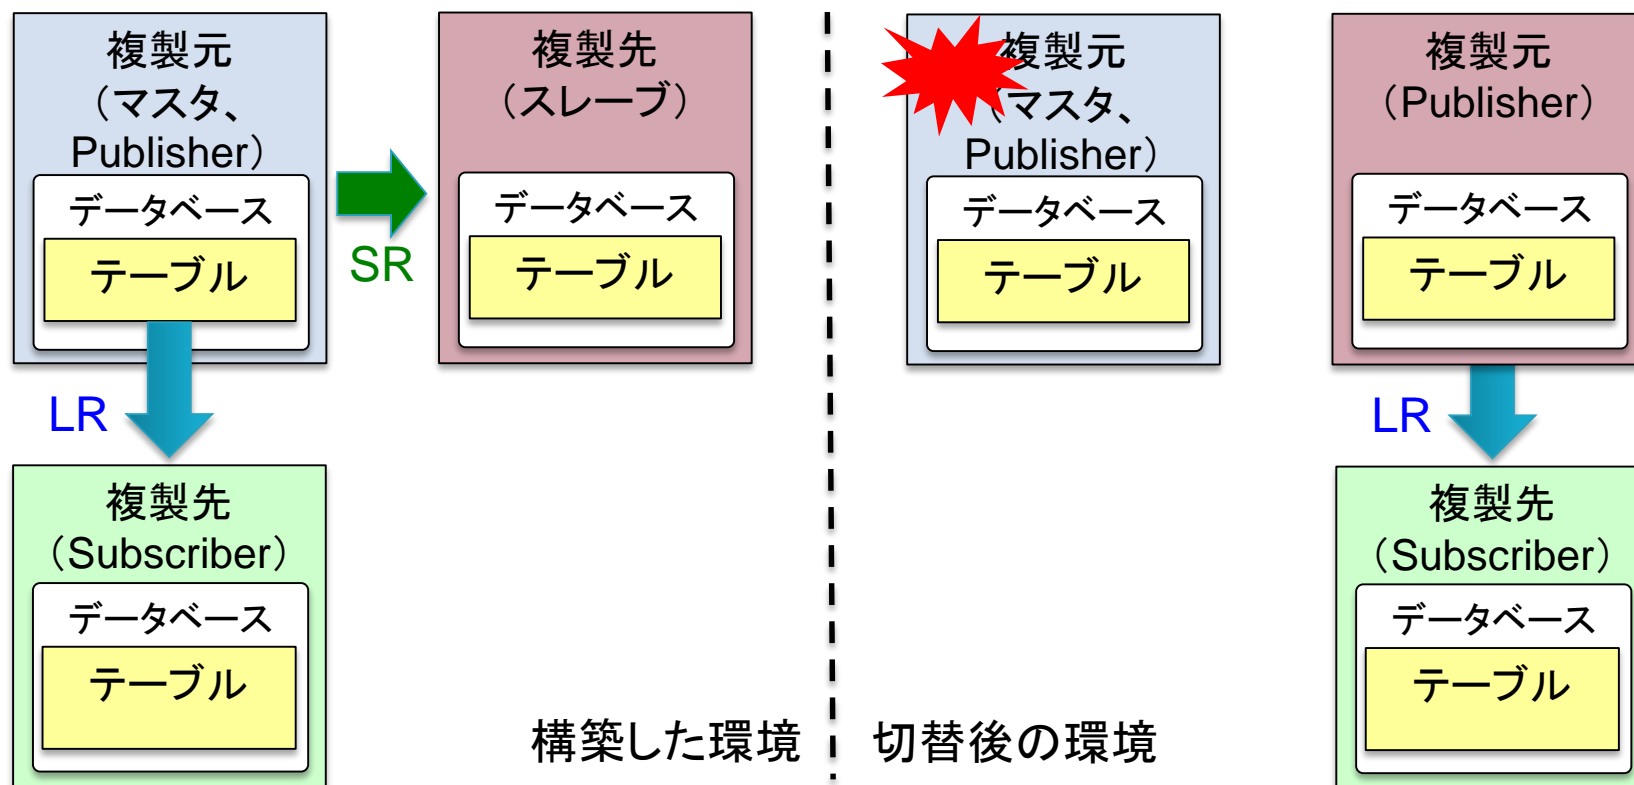 複製元
（マスタ、
Publisher）
データベース
テーブル
SR
複製先
（スレーブ）
データベース
テーブル
LR
複製先
（Subscriber）
データベース
テーブル
構築した環境
複製元
（マスタ、
Publisher）
データベース
テーブル
複製元
（Publisher）
データベース
テーブル
LR
複製先
（Subscriber）
データベース
テーブル
切替後の環境